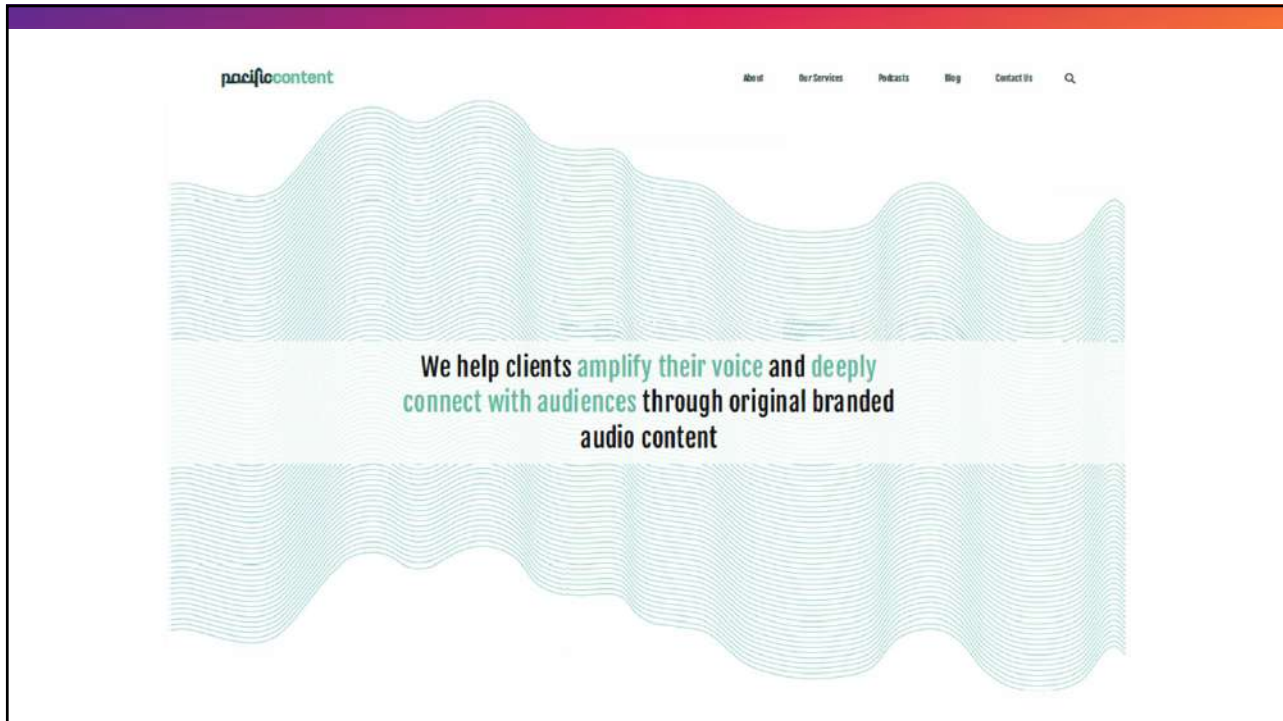 pacificcontent
About Our Services Podcasts Blog Contact Us
We help clients amplify their voice and deeply
connect with audiences through original branded
audio content